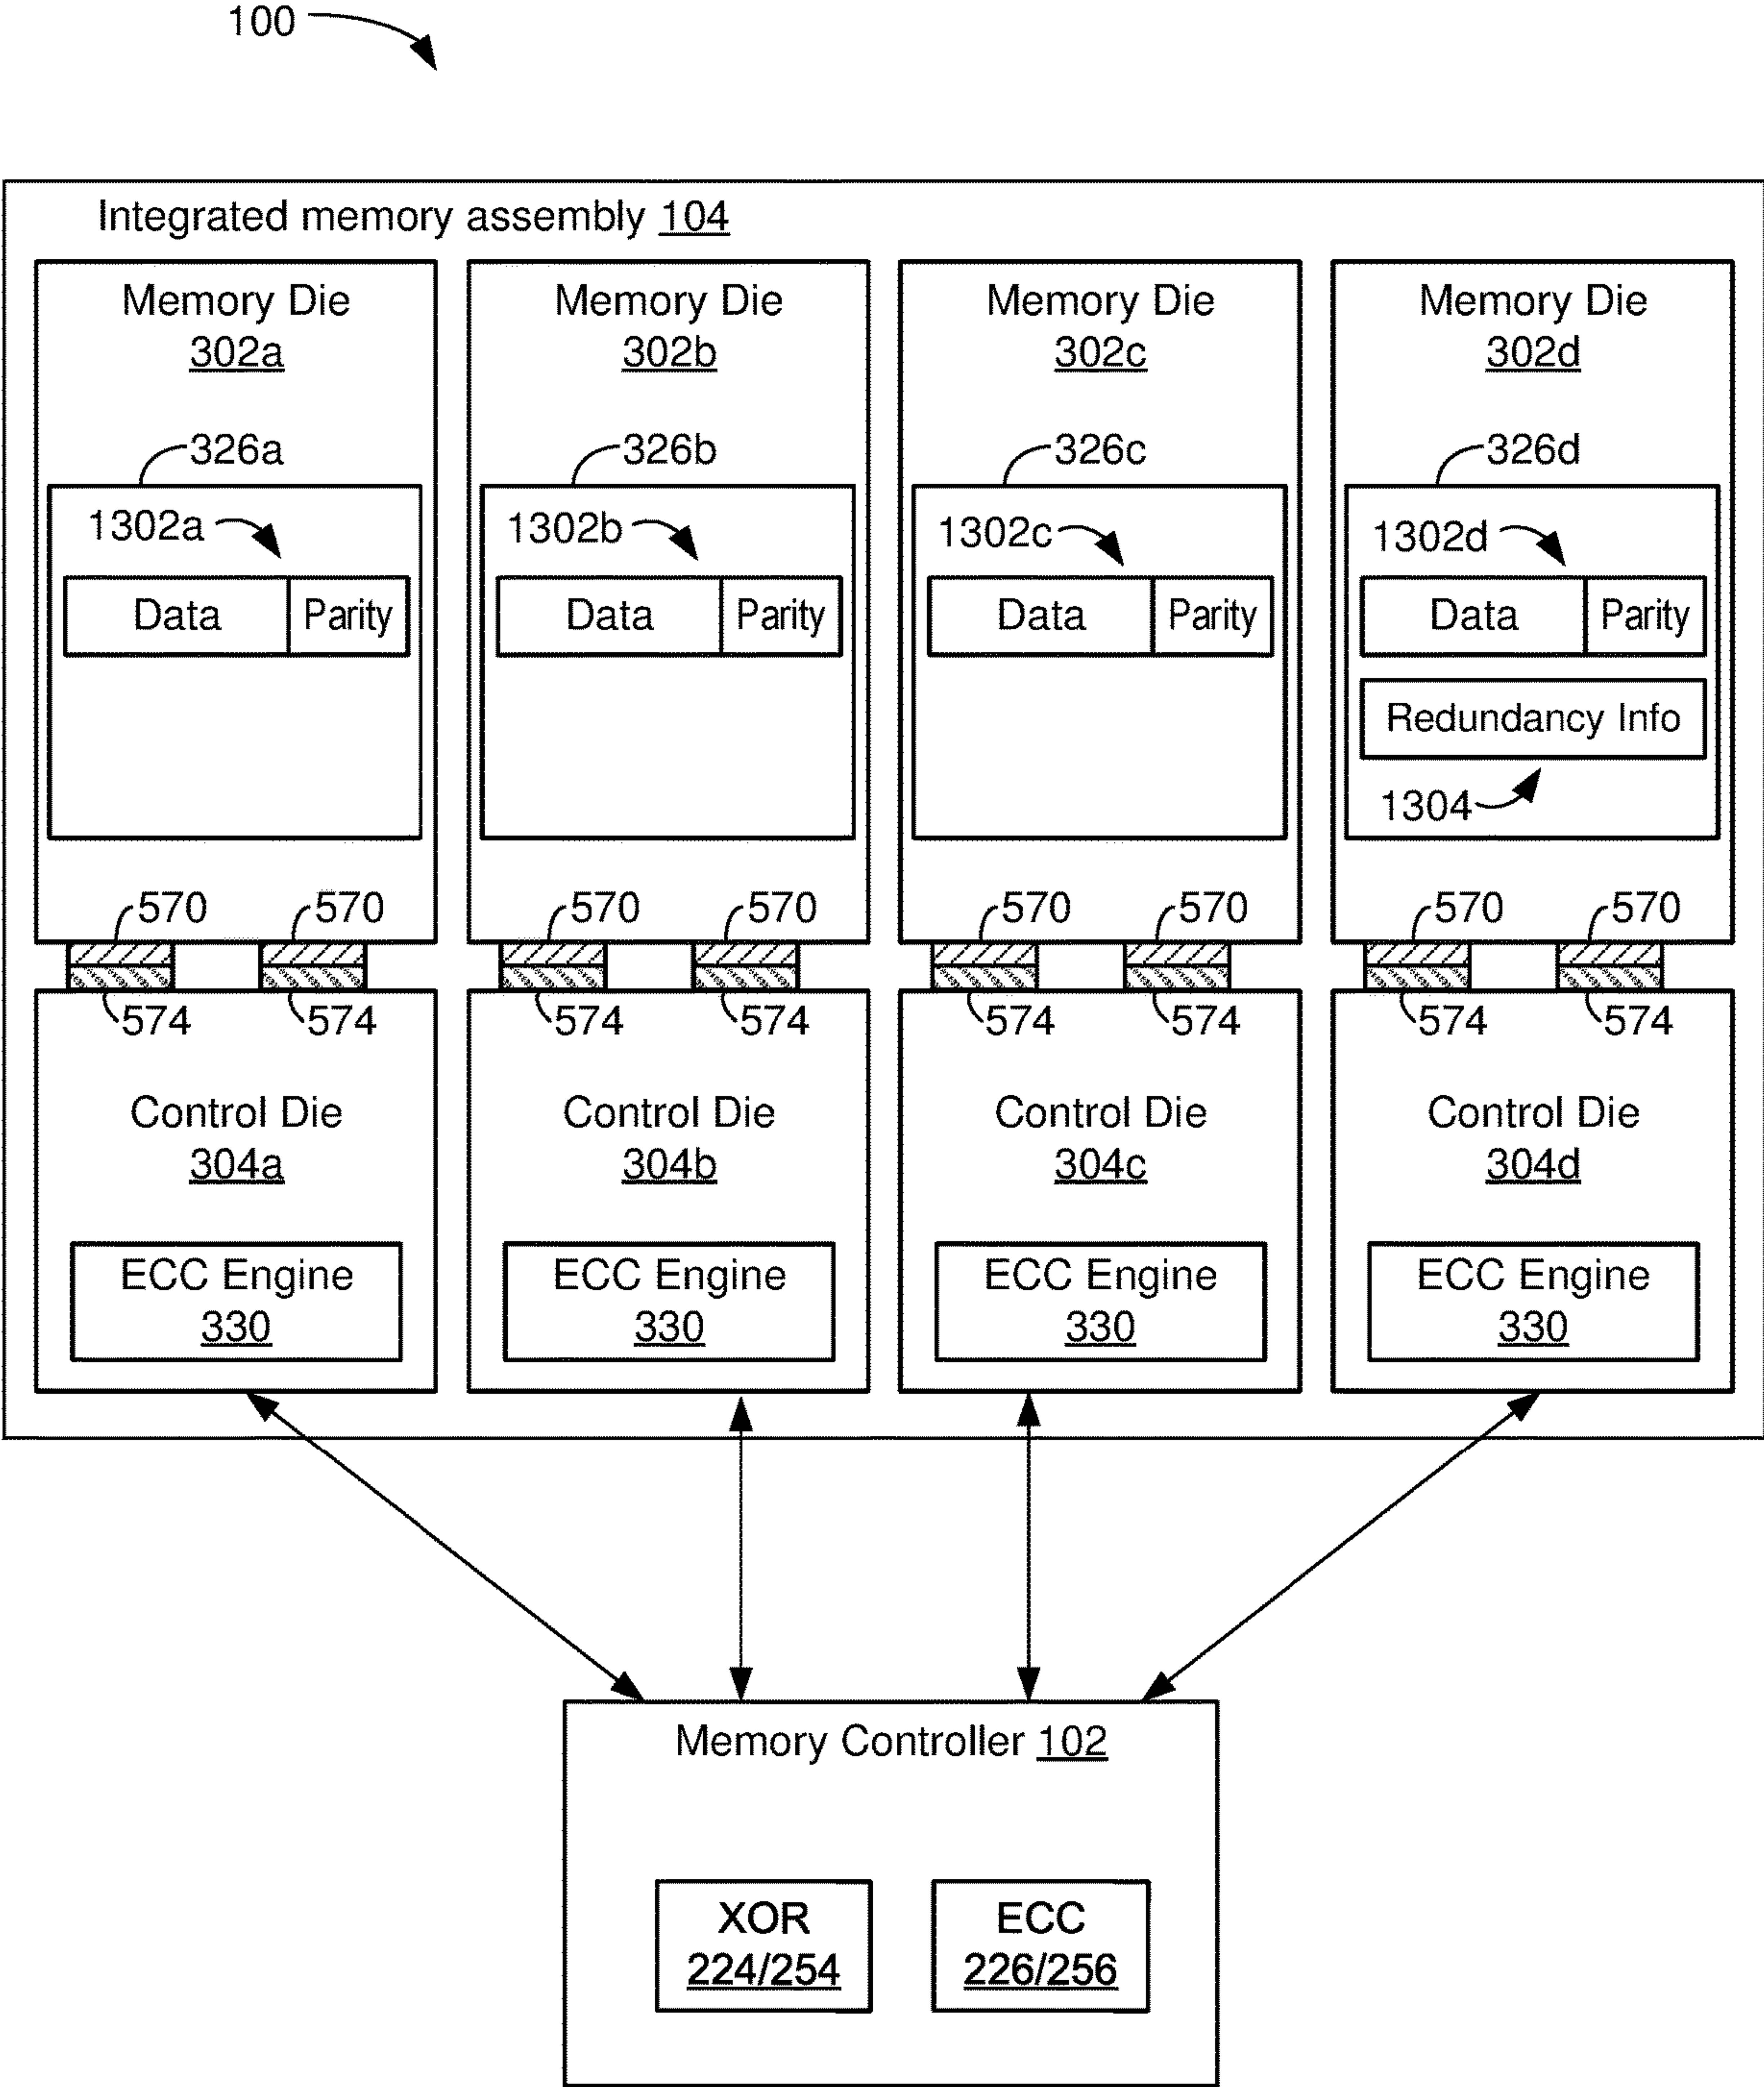 100
Integrated memory assembly 104
Memory Die
302a
Memory Die
302b
Memory Die
302c
Memory Die
302d
326a
326b
326c
326d
1302a
1302b
1302c
1302d
Data Parity
Data Parity
Data Parity
Data Parity
Redundancy Info
1304
570 570 570 570 570 570 570 570
574 574 574 574 574 574 574 574
Control Die
304a
Control Die
304b
Control Die
304c
Control Die
304d
ECC Engine
330
ECC Engine
330
ECC Engine
330
ECC Engine
330
Memory Controller 102
XOR
224/254
ECC
226/256